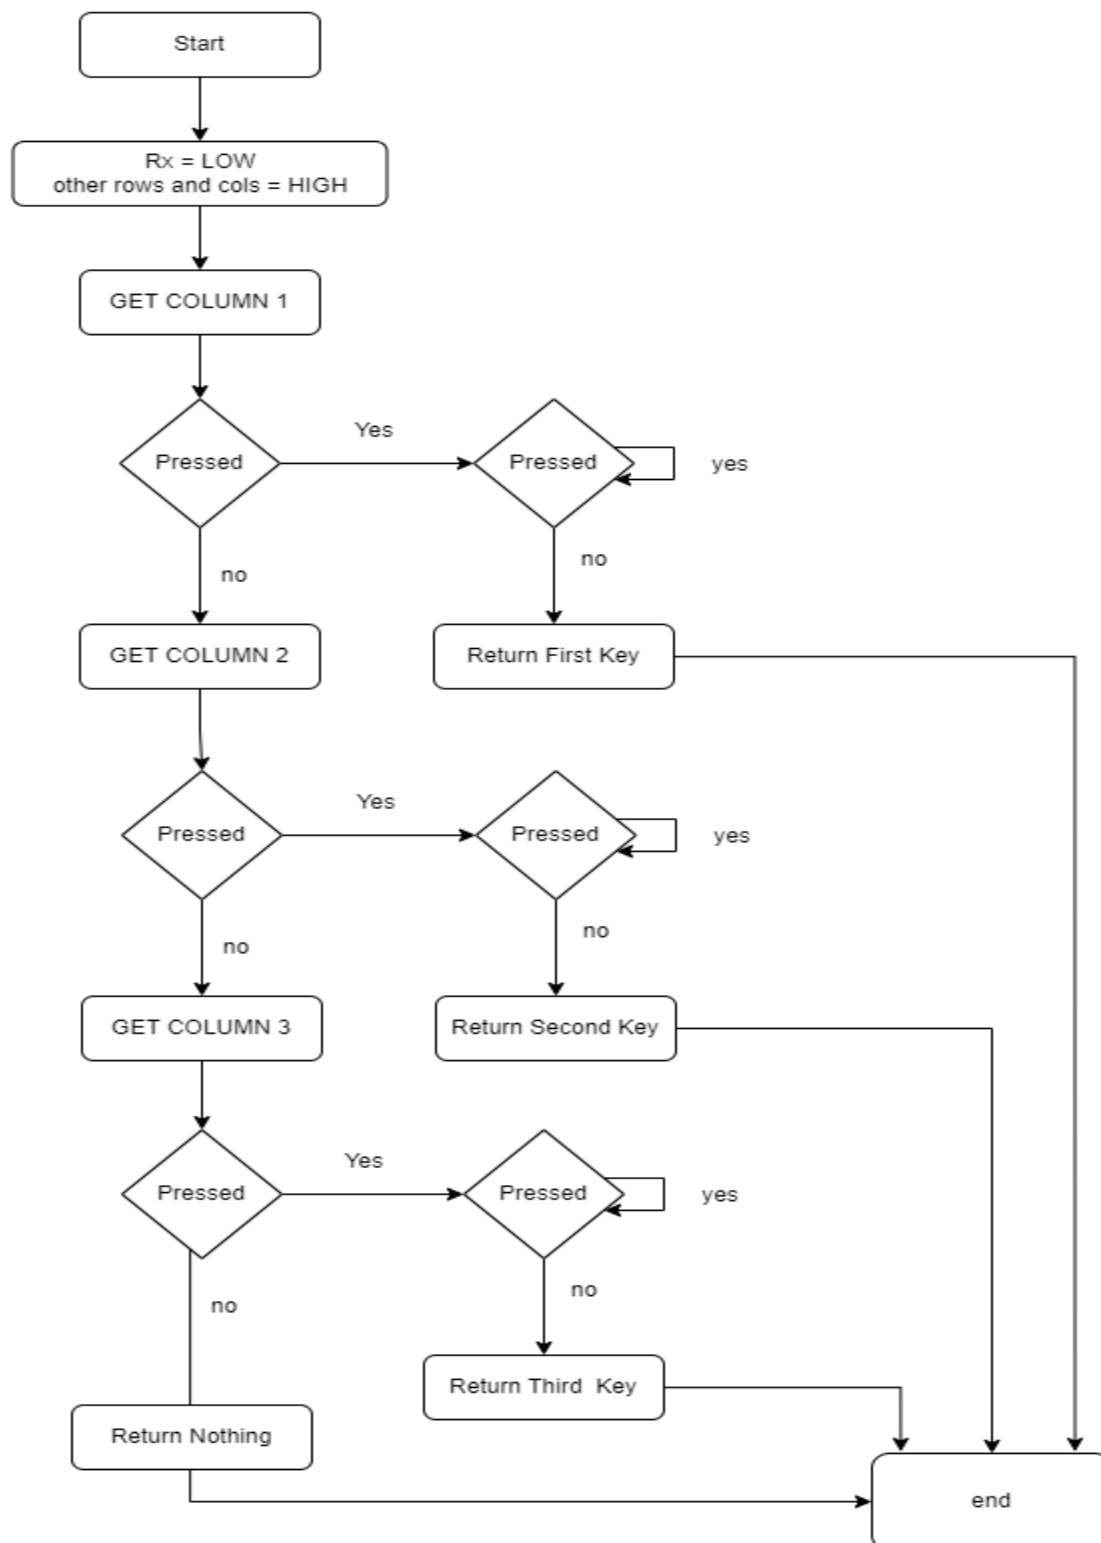 Start
Rx = LOW
other rows and cols = HIGH
GET COLUMN 1
Yes
Pressed
Pressed
yes
no
no
GET COLUMN 2
Return First Key
Yes
Pressed
Pressed
yes
no
no
GET COLUMN 3
Return Second Key
Yes
Pressed
Pressed
yes
no
no
Return Third Key
Return Nothing
end